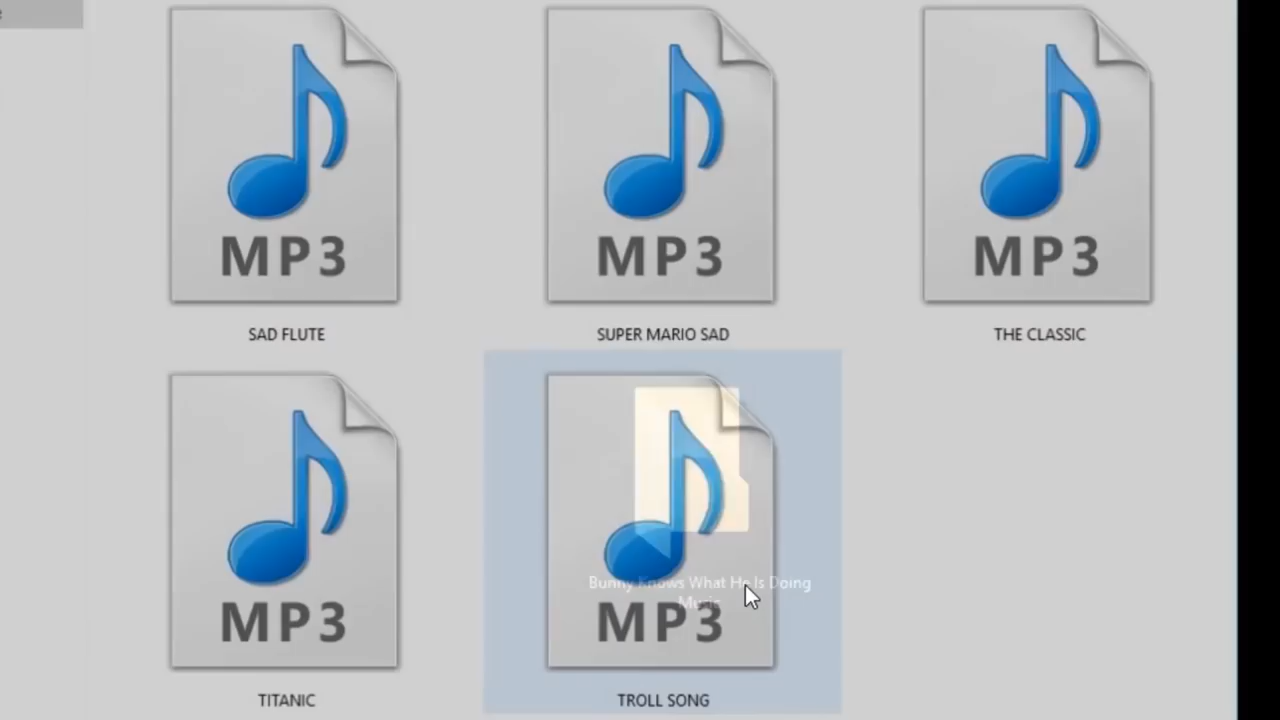 MP3
MP3
MP3
SAD FLUTE
SUPER MARIO SAD
THE CLASSIC
Bunny Knows What He Is Doing
Music
MP3
MP3
TITANIC
TROLL SONG